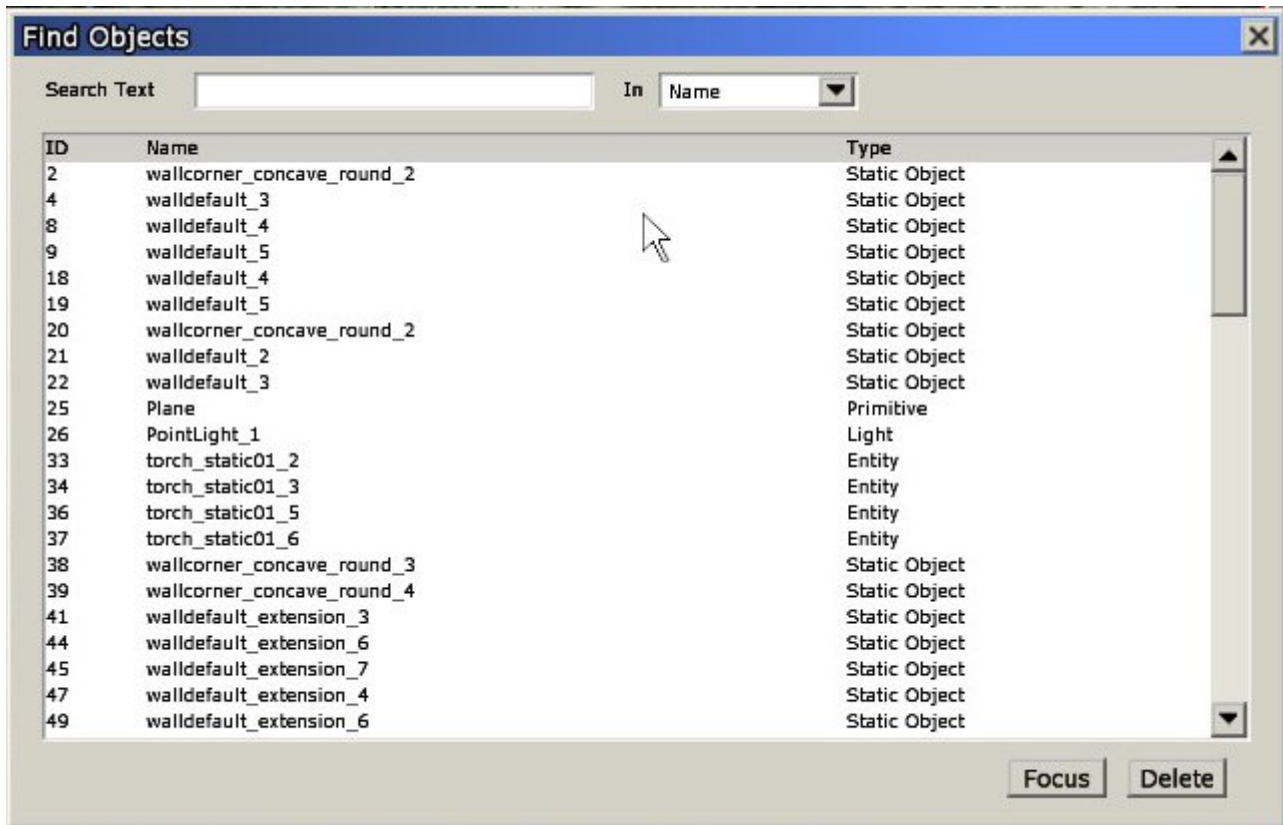 Find Objects
Search Text In Name
ID Name Type
2 wallcorner_concave_round_2 Static Object
4 walldefault_3 Static Object
8 walldefault_4 Static Object
9 walldefault_5 Static Object
18 walldefault_4 Static Object
19 walldefault_5 Static Object
20 wallcorner_concave_round_2 Static Object
21 walldefault_2 Static Object
22 walldefault_3 Static Object
25 Plane Primitive
26 PointLight_1 Light
33 torch_static01_2 Entity
34 torch_static01_3 Entity
36 torch_static01_5 Entity
37 torch_static01_6 Entity
38 wallcorner_concave_round_3 Static Object
39 wallcorner_concave_round_4 Static Object
41 walldefault_extension_3 Static Object
44 walldefault_extension_6 Static Object
45 walldefault_extension_7 Static Object
47 walldefault_extension_4 Static Object
49 walldefault_extension_6 Static Object
Focus Delete